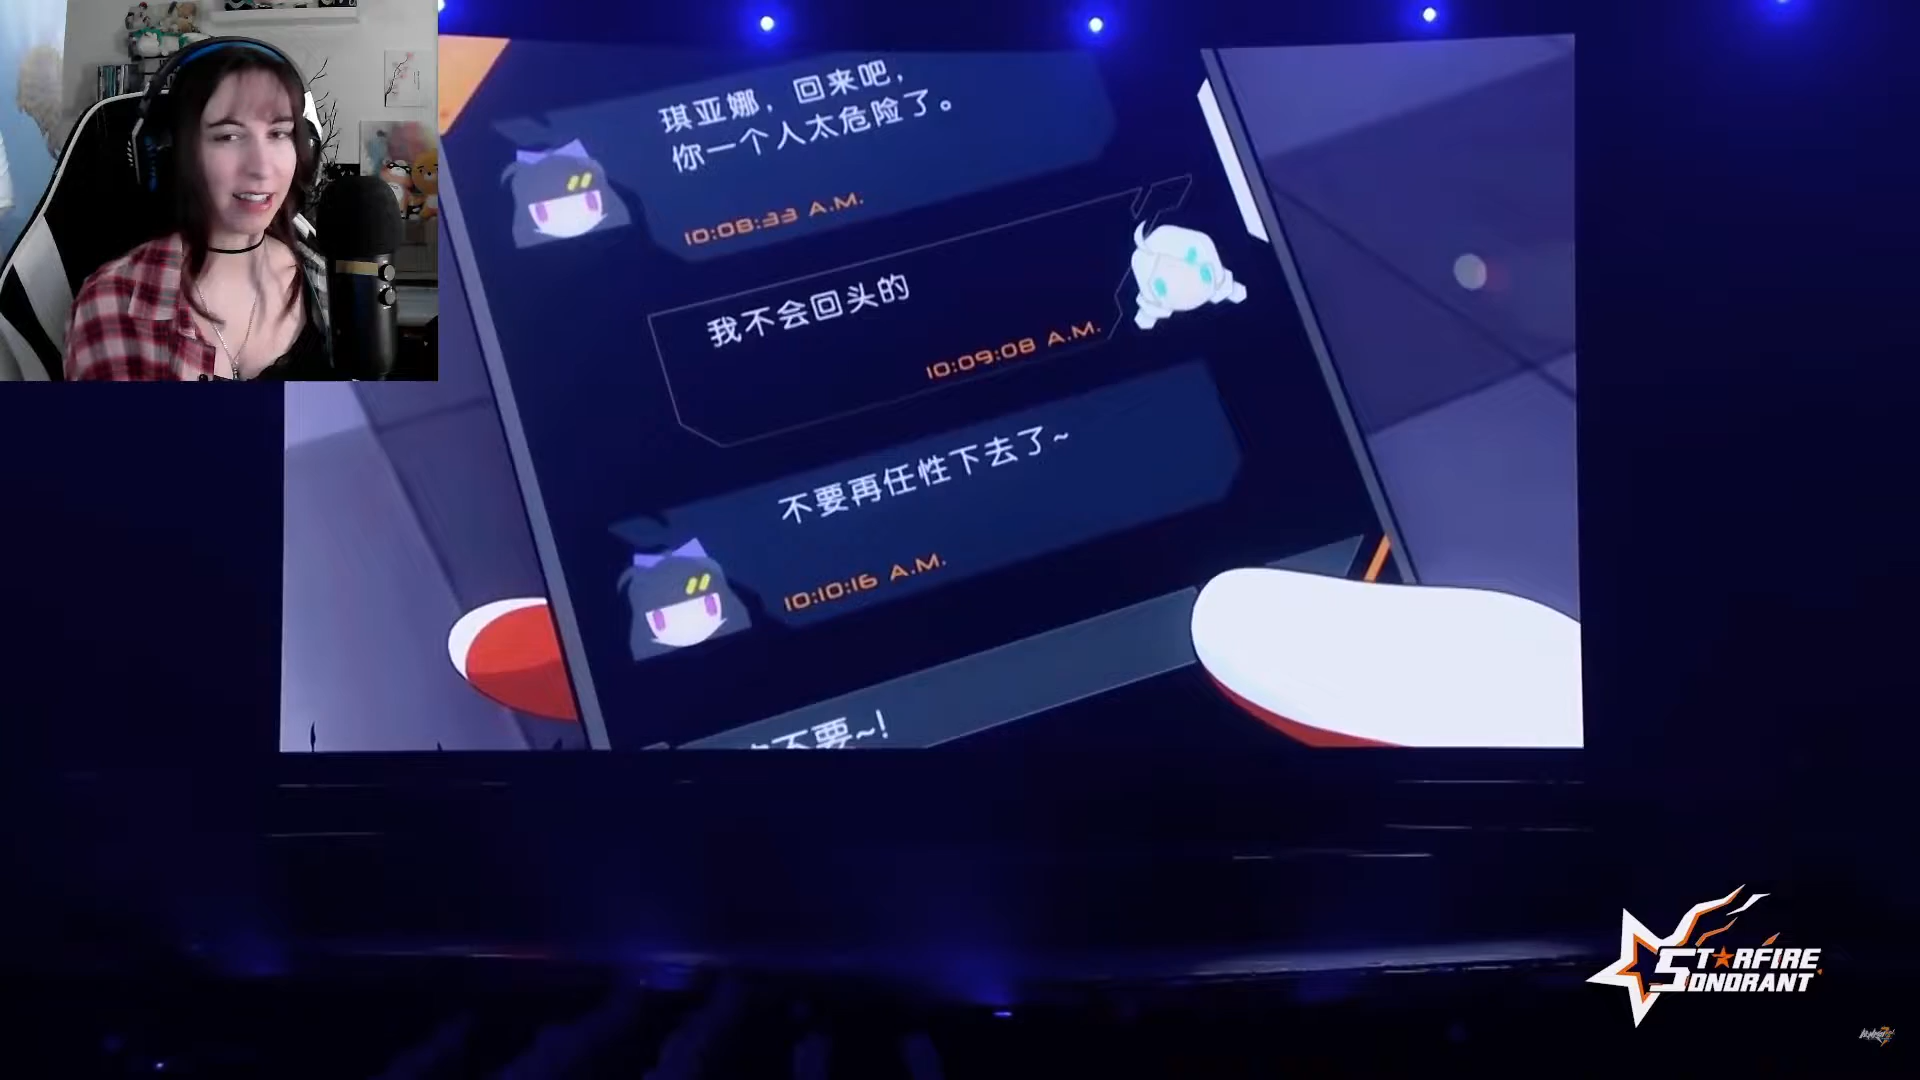 琪亚娜，回来吧，
你一个人太危险了。
10:08:33 A.M.
我不会回头的
10:09:08 A.M.
不要再任性下去了~
10:10:16 A.M.
不要~!
STARFIRE
SONORANT